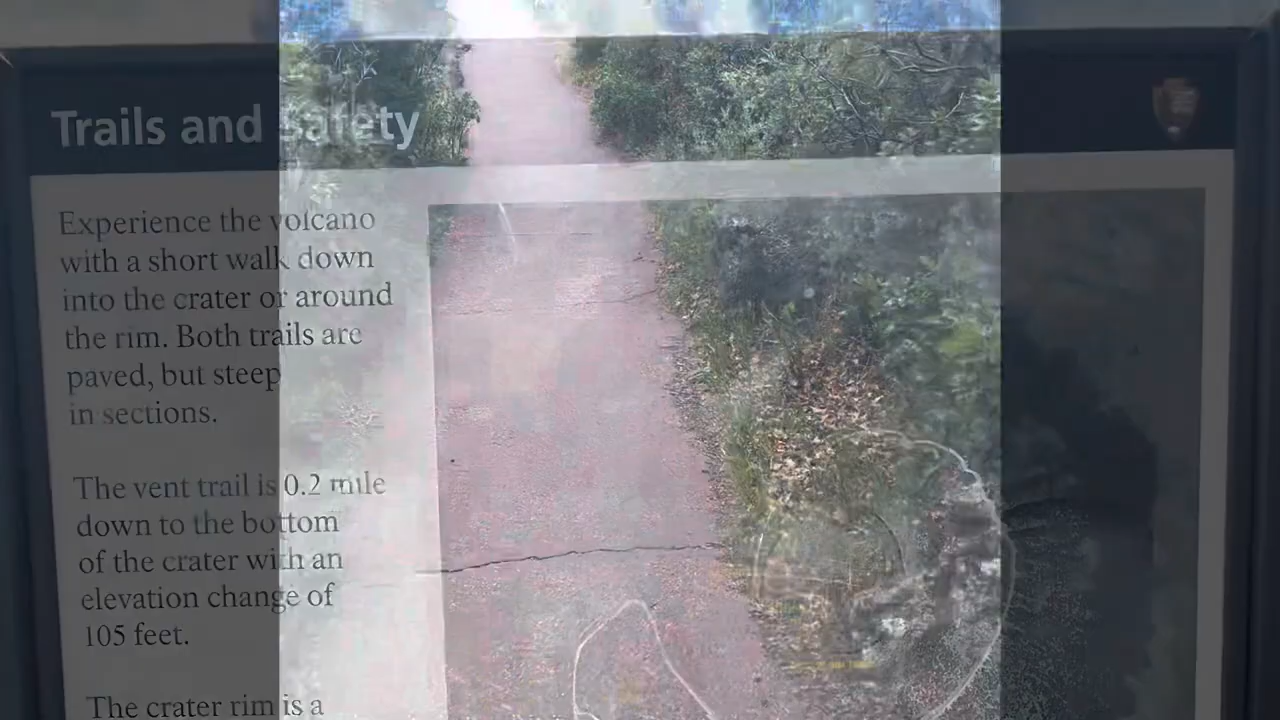 Trails and Safety
Experience the volcano
with a short walk down
into the crater or around
the rim. Both trails are
paved, but steep
in sections.
The vent trail is 0.2 mile
down to the bottom
of the crater with an
elevation change of
105 feet.
The crater rim is a